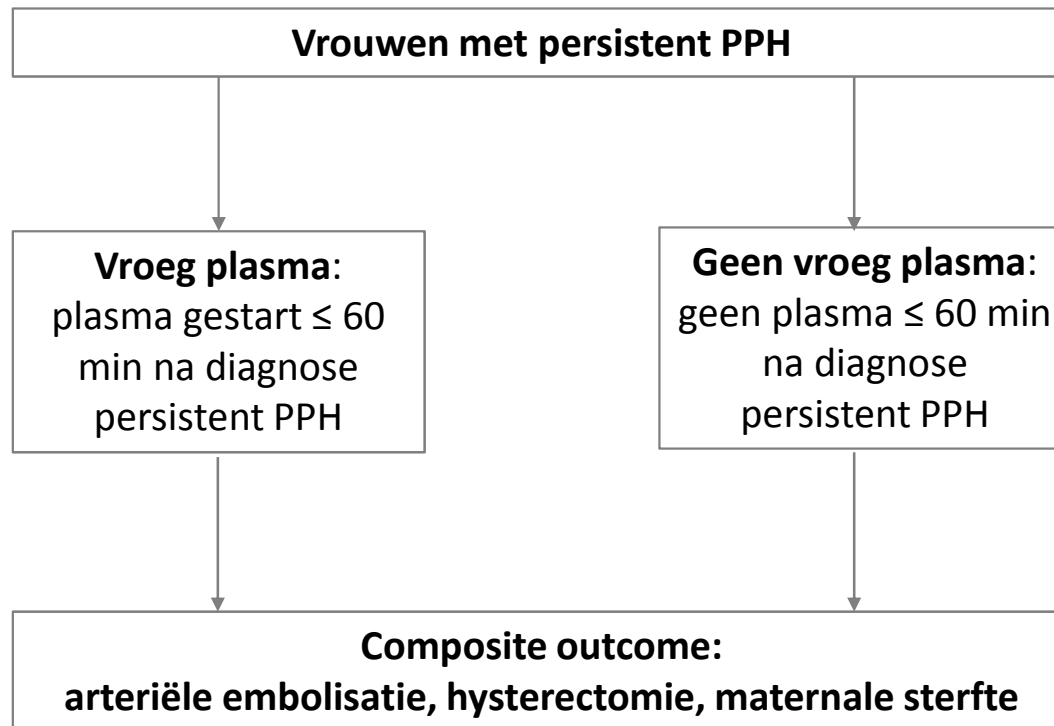 Vrouwen met persistent PPH
Vroeg plasma:
plasma gestart ≤ 60
min na diagnose
persistent PPH
Geen vroeg plasma:
geen plasma ≤ 60 min
na diagnose
persistent PPH
Composite outcome:
arteriële embolisatie, hysterectomie, maternale sterfte